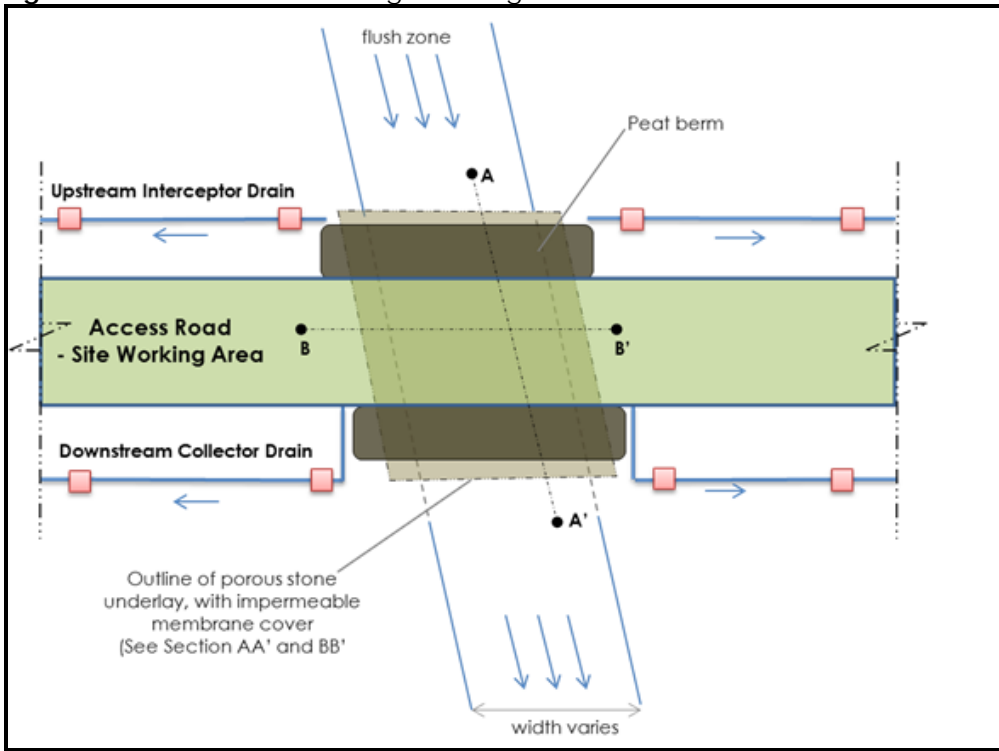 flush zone
Peat berm
A
Upstream Interceptor Drain
Access Road
- Site Working Area
B
B'
Downstream Collector Drain
A'
Outline of porous stone
underlay, with impermeable
membrane cover
(See Section AA' and BB'
width varies